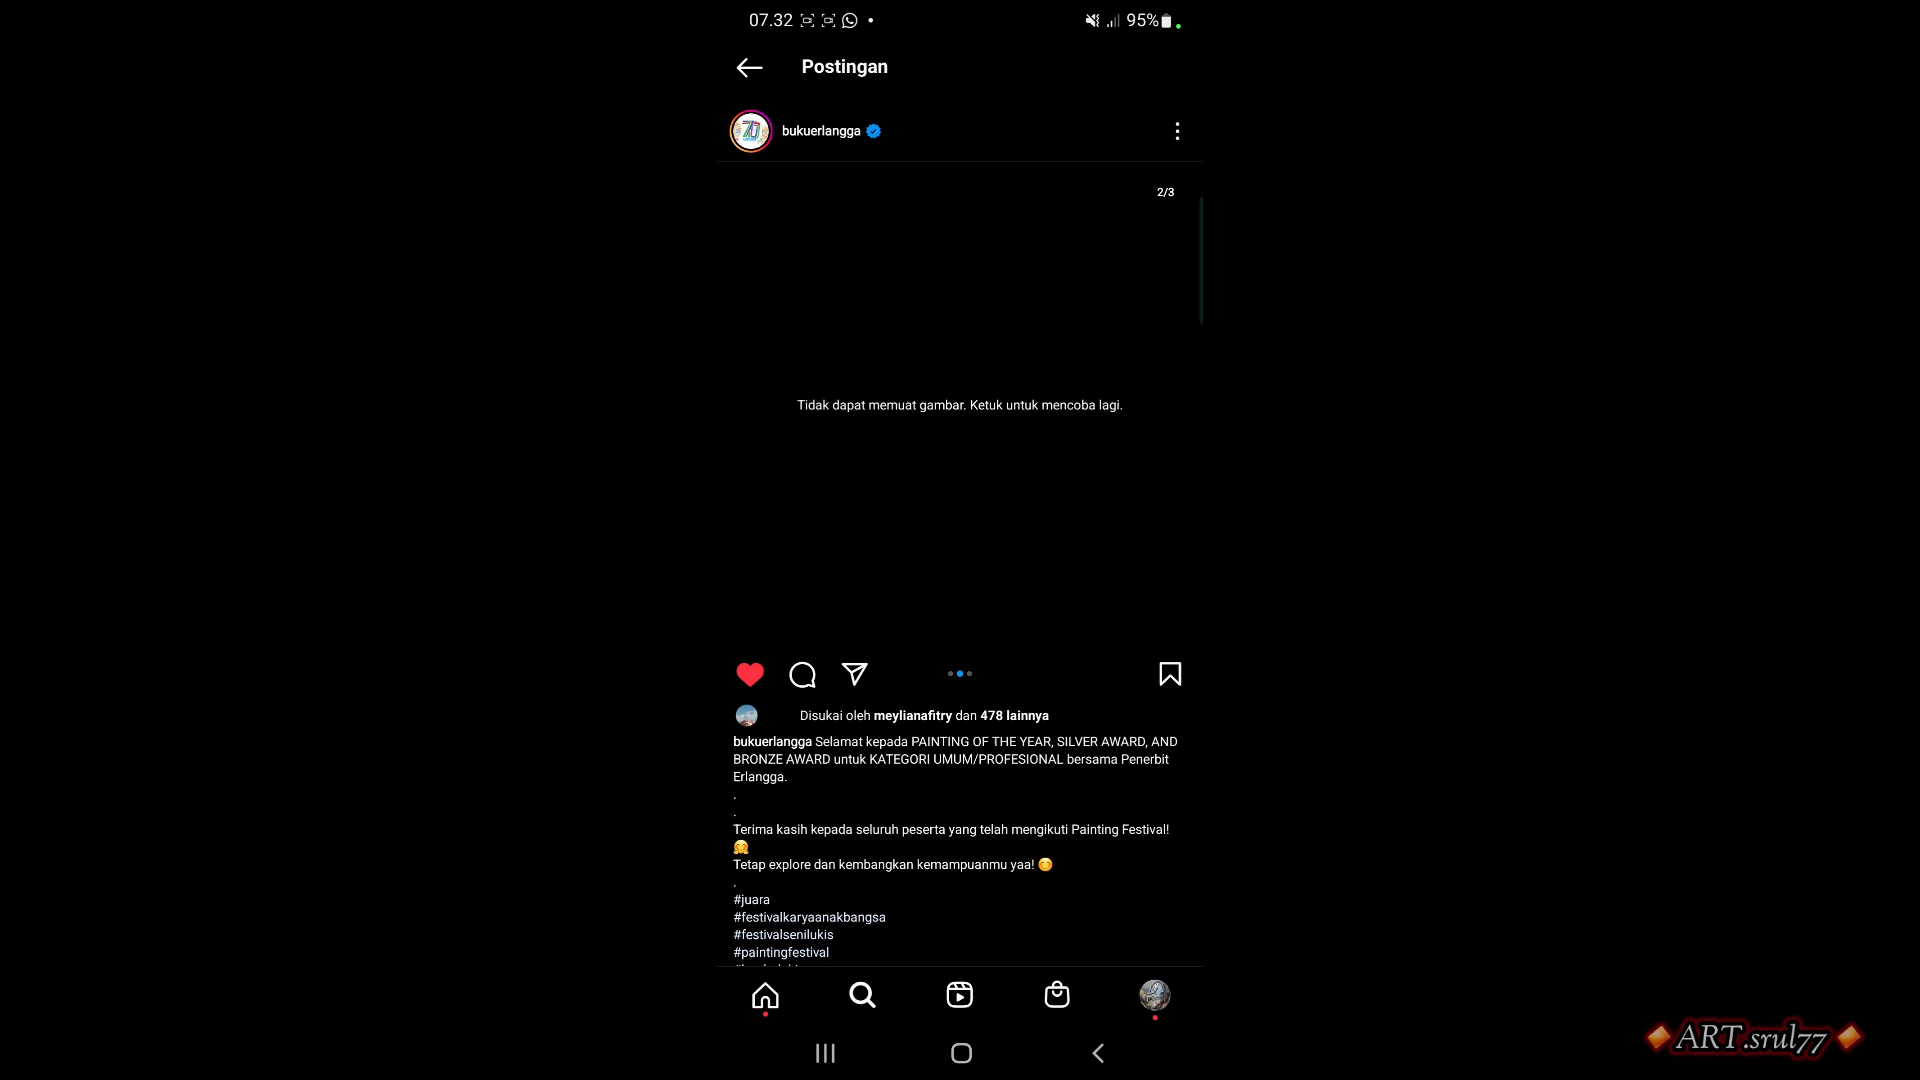 07.32
95%
Postingan
70
bukuerlangga
2/3
Tidak dapat memuat gambar. Ketuk untuk mencoba lagi.
Disukai oleh meylianafitry dan 478 lainnya
bukuerlangga Selamat kepada PAINTING OF THE YEAR, SILVER AWARD, AND
BRONZE AWARD untuk KATEGORI UMUM/PROFESIONAL bersama Penerbit
Erlangga.
.
.
Terima kasih kepada seluruh peserta yang telah mengikuti Painting Festival!
🤗
Tetap explore dan kembangkan kemampuanmu yaa! 😊
.
#juara
#festivalkaryaanakbangsa
#festivalsenilukis
#paintingfestival
ART.srul77